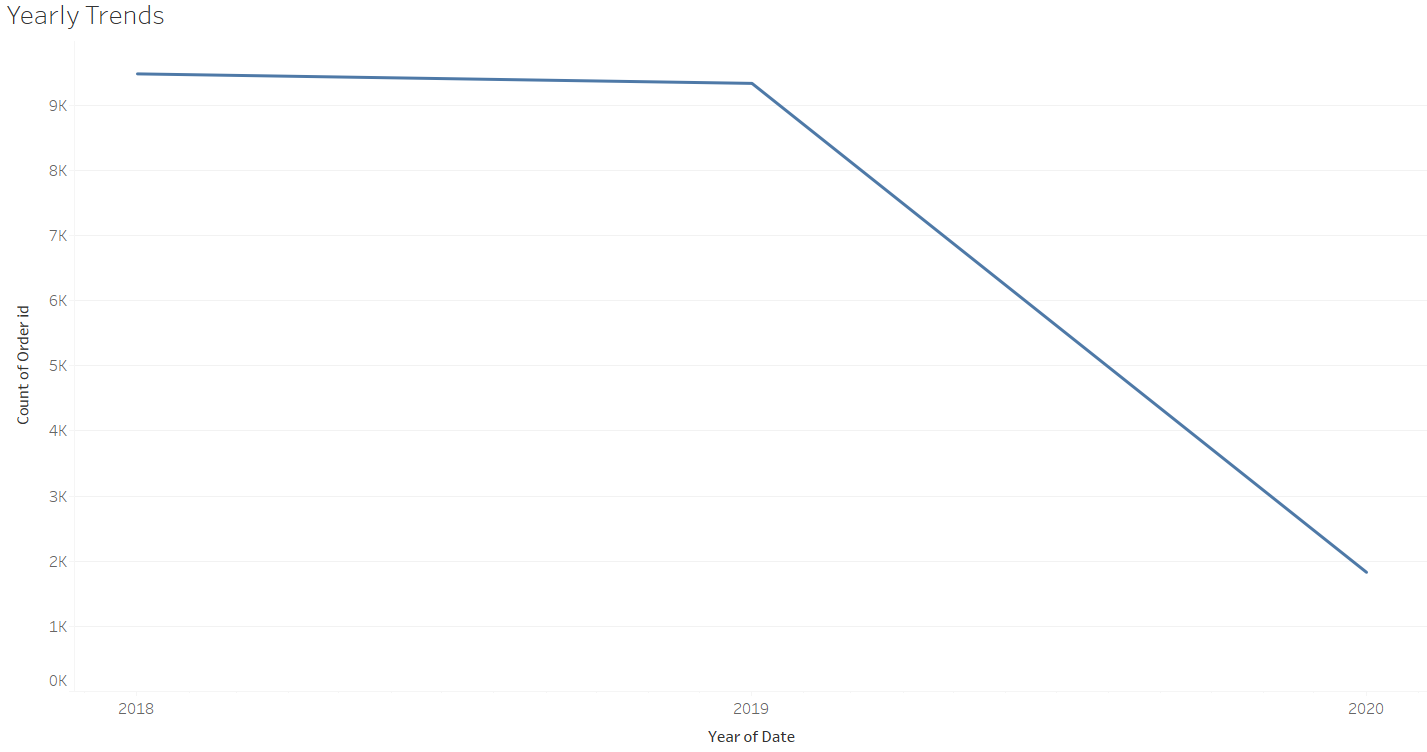 Yearly Trends
9K
8K
7K
6K
5K
4K
3K
2K
1K
0K
Count of Order id
2018 2019 2020
Year of Date